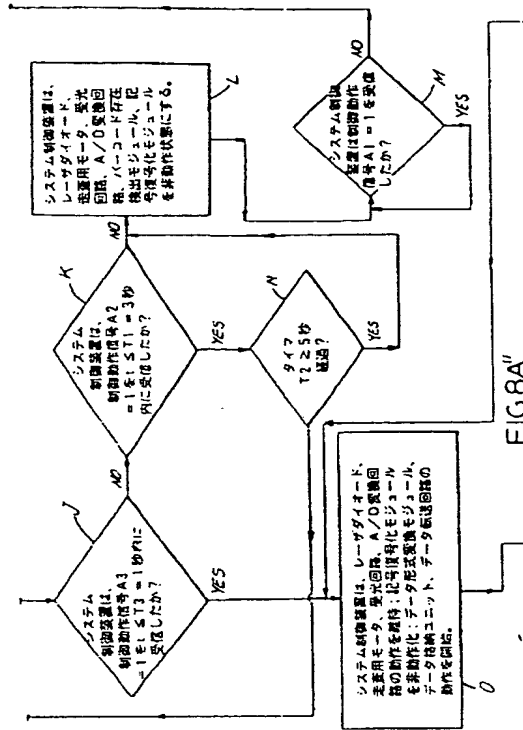 J
システム
制御装置は、
制御動作信号A3
=1をt≤T3=1秒内に
受信したか?
NO
YES
K
システム
制御装置は、
制御動作信号A2
=1をt≤T1=3秒
内に受信したか?
NO
YES
L
システム制御装置は、
レーザダイオード、
走査用モータ、受光
回路、A/D変換回
路、バーコード存在
検出モジュール、記
号復号化モジュール
を非動作状態にする。
M
システム制御
装置は制御動作
信号A1=1を受信
したか?
NO
YES
N
タイマ
T2≥5秒
経過?
YES
O
システム制御装置は、レーザダイオード、
走査用モータ、受光回路、A/D変換回
路の動作を維持:記号復号化モジュール
を非動作化:データ形式変換モジュール、
データ格納ユニット、データ転送回路の
動作を開始。
FIG.8A"